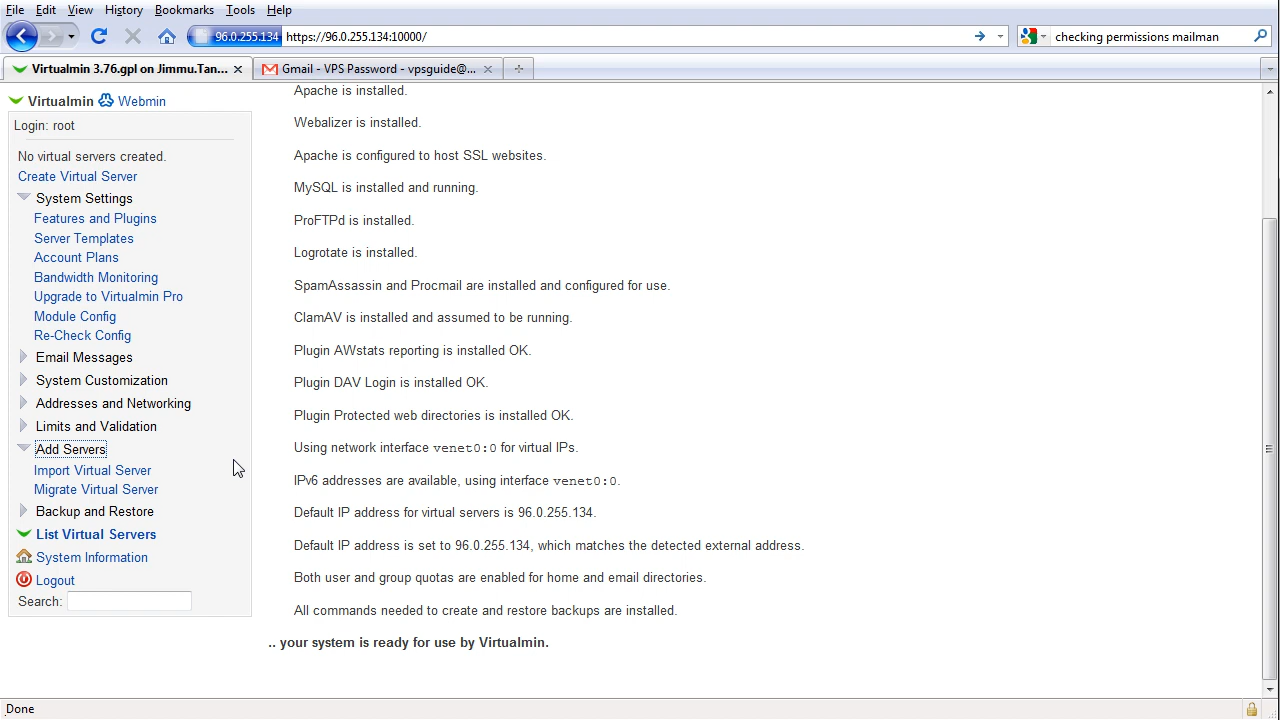 File Edit View History Bookmarks Tools Help
96.0.255.134 https://96.0.255.134:10000/ checking permissions mailman
Virtualmin 3.76.gpl on Jimmu.Tan... Gmail - VPS Password - vpsguide@...
Virtualmin Webmin
Login: root
No virtual servers created.
Create Virtual Server
System Settings
Features and Plugins
Server Templates
Account Plans
Bandwidth Monitoring
Upgrade to Virtualmin Pro
Module Config
Re-Check Config
Email Messages
System Customization
Addresses and Networking
Limits and Validation
Add Servers
Import Virtual Server
Migrate Virtual Server
Backup and Restore
List Virtual Servers
System Information
Logout
Search:
Apache is installed.
Webalizer is installed.
Apache is configured to host SSL websites.
MySQL is installed and running.
ProFTPd is installed.
Logrotate is installed.
SpamAssassin and Procmail are installed and configured for use.
ClamAV is installed and assumed to be running.
Plugin AWstats reporting is installed OK.
Plugin DAV Login is installed OK.
Plugin Protected web directories is installed OK.
Using network interface venet0:0 for virtual IPs.
IPv6 addresses are available, using interface venet0:0.
Default IP address for virtual servers is 96.0.255.134.
Default IP address is set to 96.0.255.134, which matches the detected external address.
Both user and group quotas are enabled for home and email directories.
All commands needed to create and restore backups are installed.
.. your system is ready for use by Virtualmin.
Done